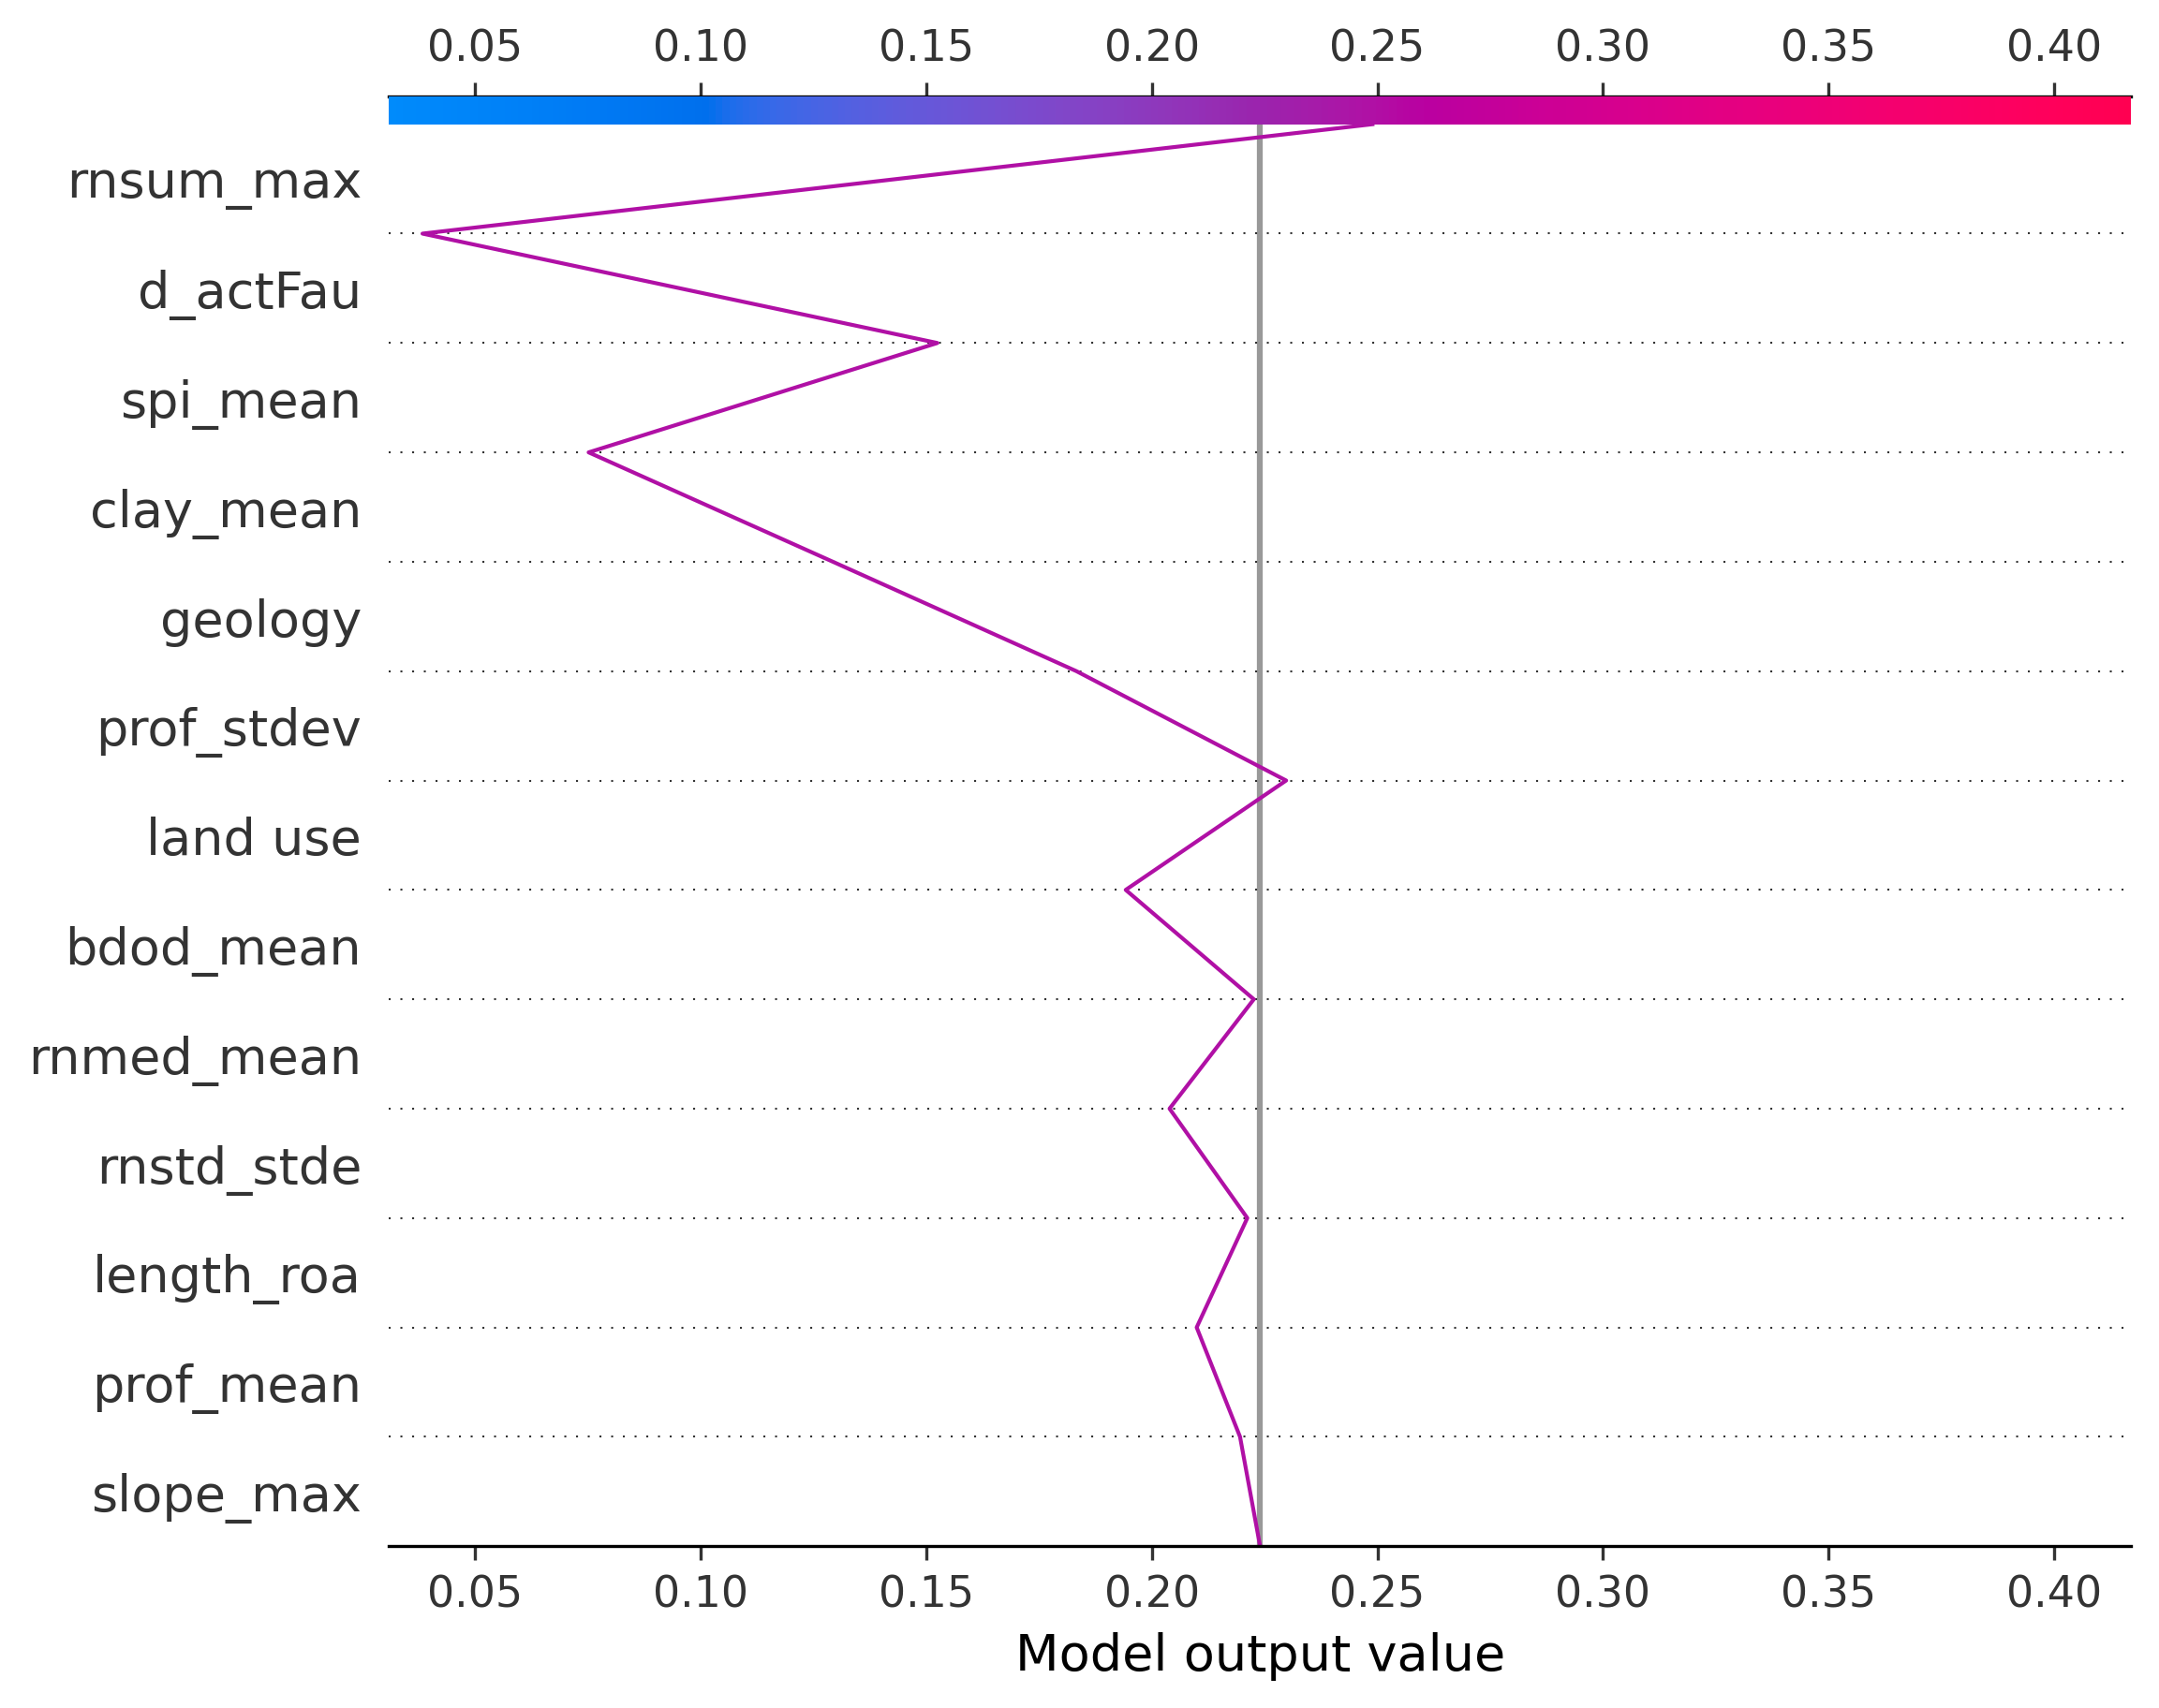 0.05 0.10 0.15 0.20 0.25 0.30 0.35 0.40
rnsum_max
d_actFau
spi_mean
clay_mean
geology
prof_stdev
land use
bdod_mean
rnmed_mean
rnstd_stde
length_roa
prof_mean
slope_max
0.05 0.10 0.15 0.20 0.25 0.30 0.35 0.40
Model output value